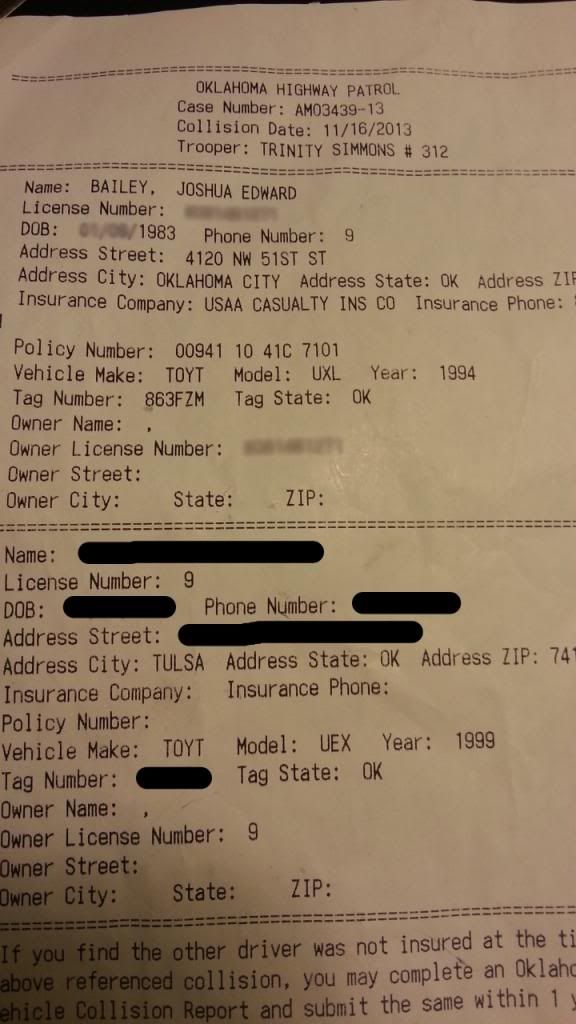 OKLAHOMA HIGHWAY PATROL
Case Number: AM03439-13
Collision Date: 11/16/2013
Trooper: TRINITY SIMMONS # 312
Name: BAILEY, JOSHUA EDWARD
License Number:
DOB: /1983 Phone Number: 9
Address Street: 4120 NW 51ST ST
Address City: OKLAHOMA CITY Address State: OK Address ZIP
Insurance Company: USAA CASUALTY INS CO Insurance Phone:
Policy Number: 00941 10 41C 7101
Vehicle Make: TOYT Model: UXL Year: 1994
Tag Number: 863FZM Tag State: OK
Owner Name: ,
Owner License Number:
Owner Street:
Owner City: State: ZIP:
Name:
License Number: 9
DOB: Phone Number:
Address Street:
Address City: TULSA Address State: OK Address ZIP: 741
Insurance Company: Insurance Phone:
Policy Number:
Vehicle Make: TOYT Model: UEX Year: 1999
Tag Number: Tag State: OK
Owner Name: ,
Owner License Number: 9
Owner Street:
Owner City: State: ZIP:
If you find the other driver was not insured at the ti
above referenced collision, you may complete an Oklaho
ehicle Collision Report and submit the same within 1 y